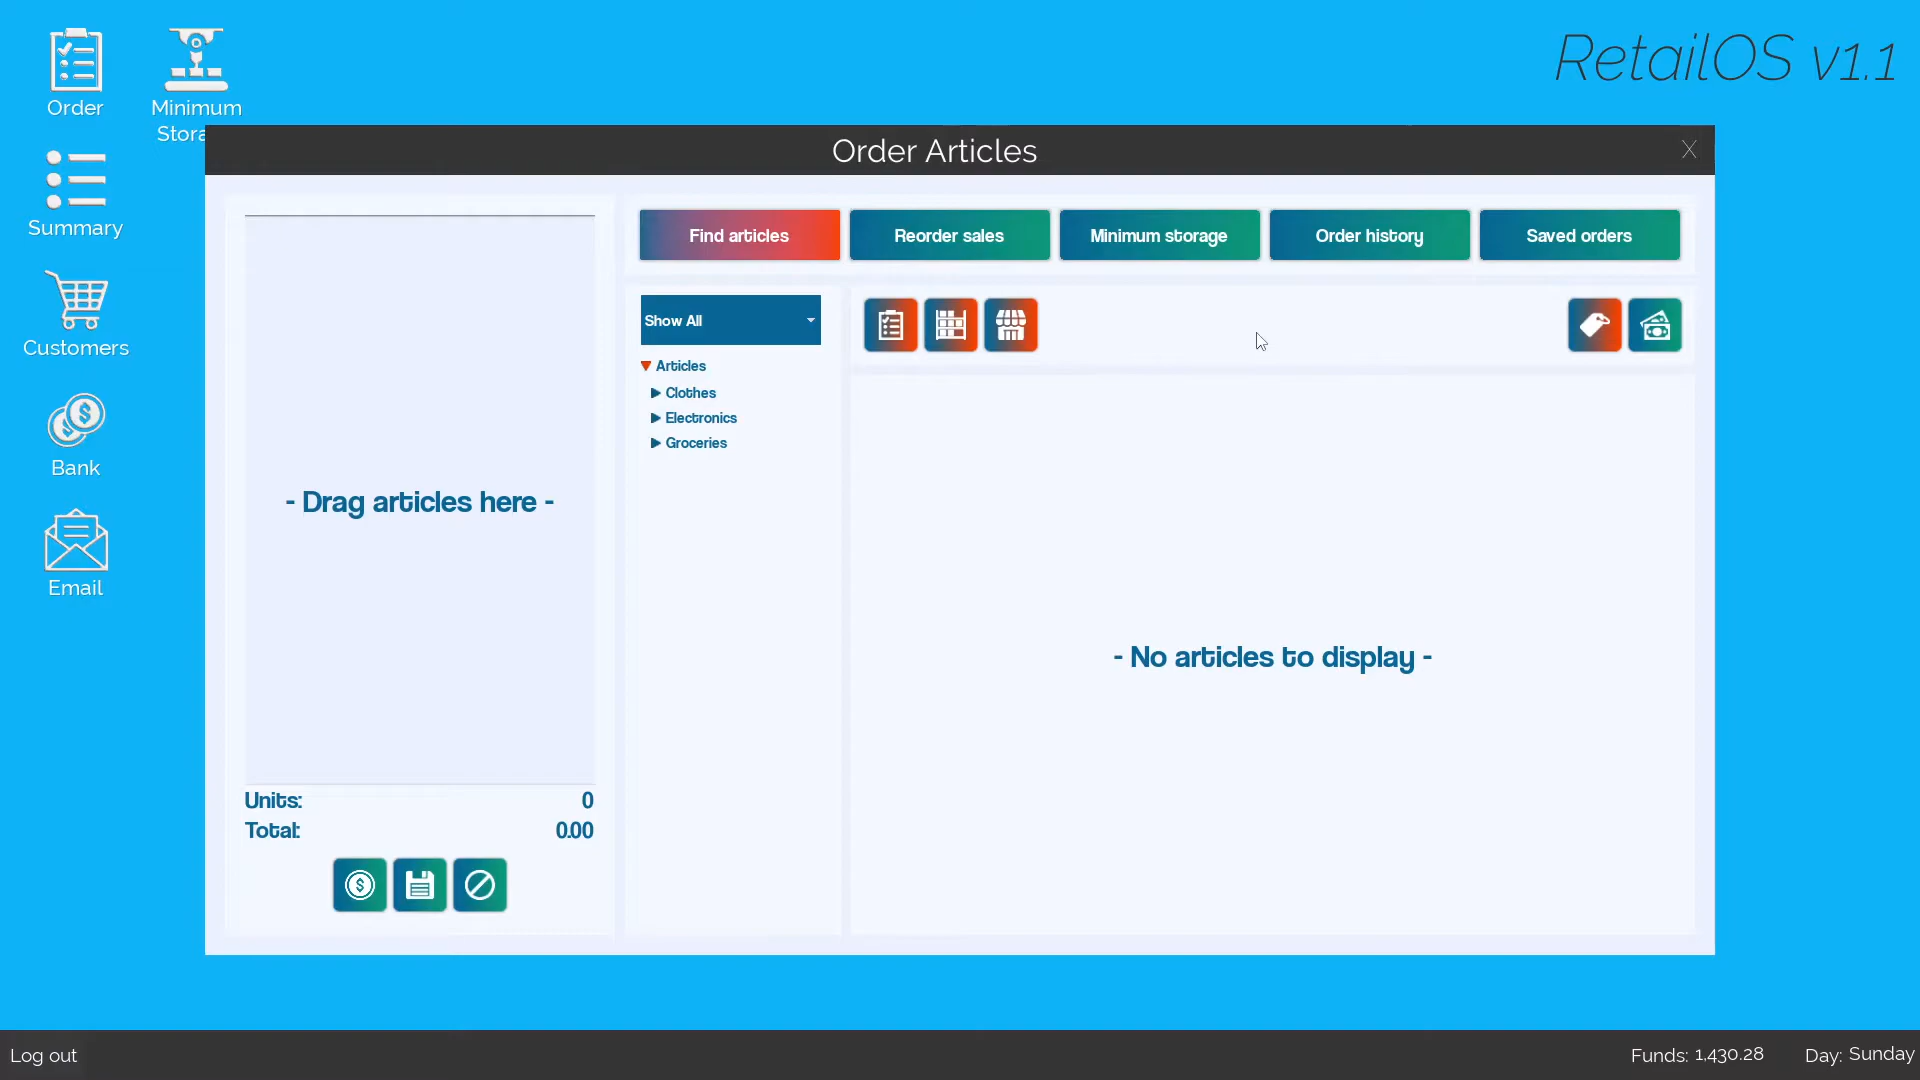 RetailOS v1.1
Order
Minimum
Stora
Summary
Customers
Bank
Email
Order Articles
X
- Drag articles here -
Units: 0
Total: 0.00
Find articles
Reorder sales
Minimum storage
Order history
Saved orders
Show All
Articles
Clothes
Electronics
Groceries
- No articles to display -
Log out
Funds: 1,430.28
Day: Sunday